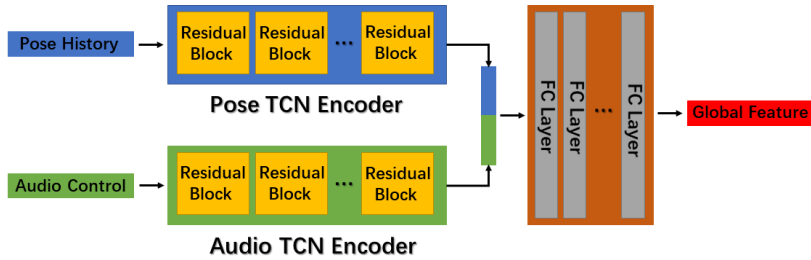 Pose History
Residual
Block
Residual
Block
...
Residual
Block
Pose TCN Encoder
Audio Control
Residual
Block
Residual
Block
...
Residual
Block
Audio TCN Encoder
FC Layer
FC Layer
...
FC Layer
Global Feature